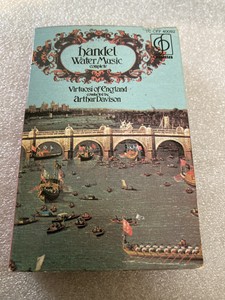 Handel
Water Music
complete
Virtuosi of England
conducted by
Arthur Davison